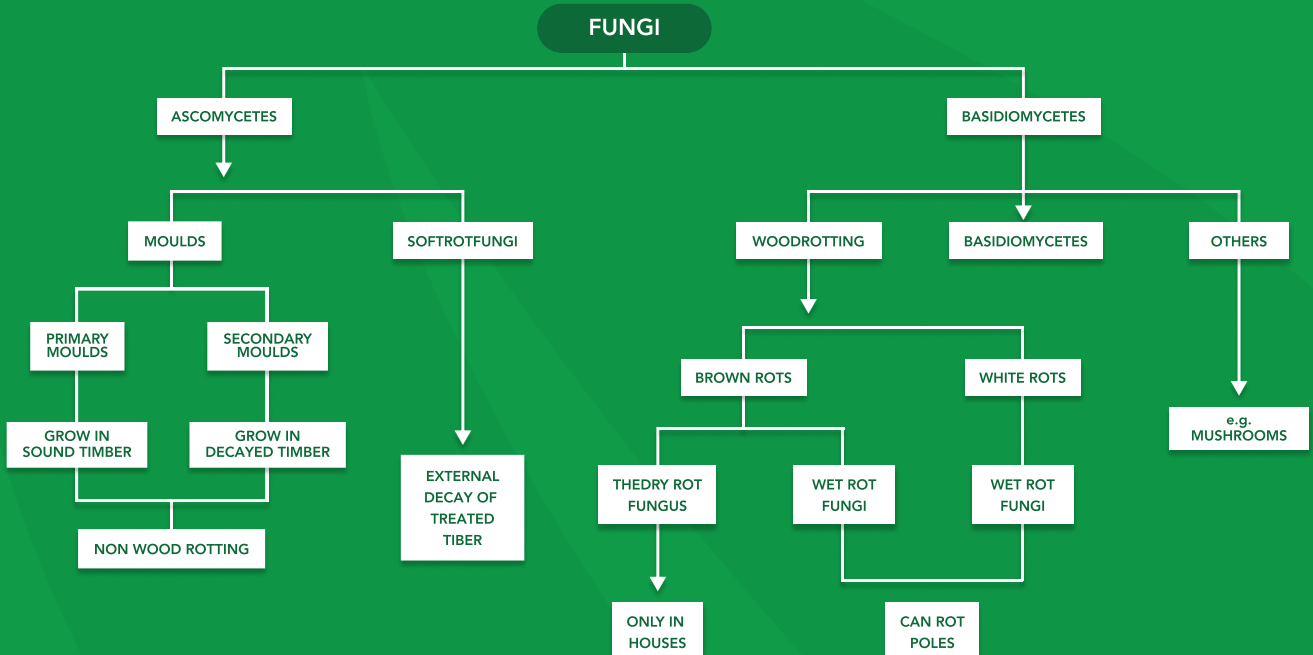 FUNGI
ASCOMYCETES
BASIDIOMYCETES
MOULDS
SOFTROTFUNGI
WOODROTTING
BASIDIOMYCETES
OTHERS
PRIMARY
MOULDS
SECONDARY
MOULDS
BROWN ROTS
WHITE ROTS
e.g.
MUSHROOMS
GROW IN
SOUND TIMBER
GROW IN
DECAYED TIMBER
EXTERNAL
DECAY OF
TREATED
TIBER
THEDRY ROT
FUNGUS
WET ROT
FUNGI
WET ROT
FUNGI
NON WOOD ROTTING
ONLY IN
HOUSES
CAN ROT
POLES